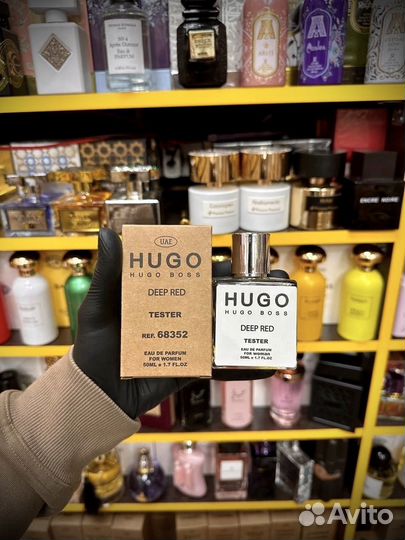 UAE
HUGO
HUGO BOSS
DEEP RED
TESTER
REF. 68352
EAU DE PARFUM
FOR WOMEN
50ML e 1.7 FL.OZ
HUGO
HUGO BOSS
DEEP RED
TESTER
EAU DE PARFUM
FOR WOMAN
50ML e 1.7 FL.OZ
ENCRE NOIRE
Avito